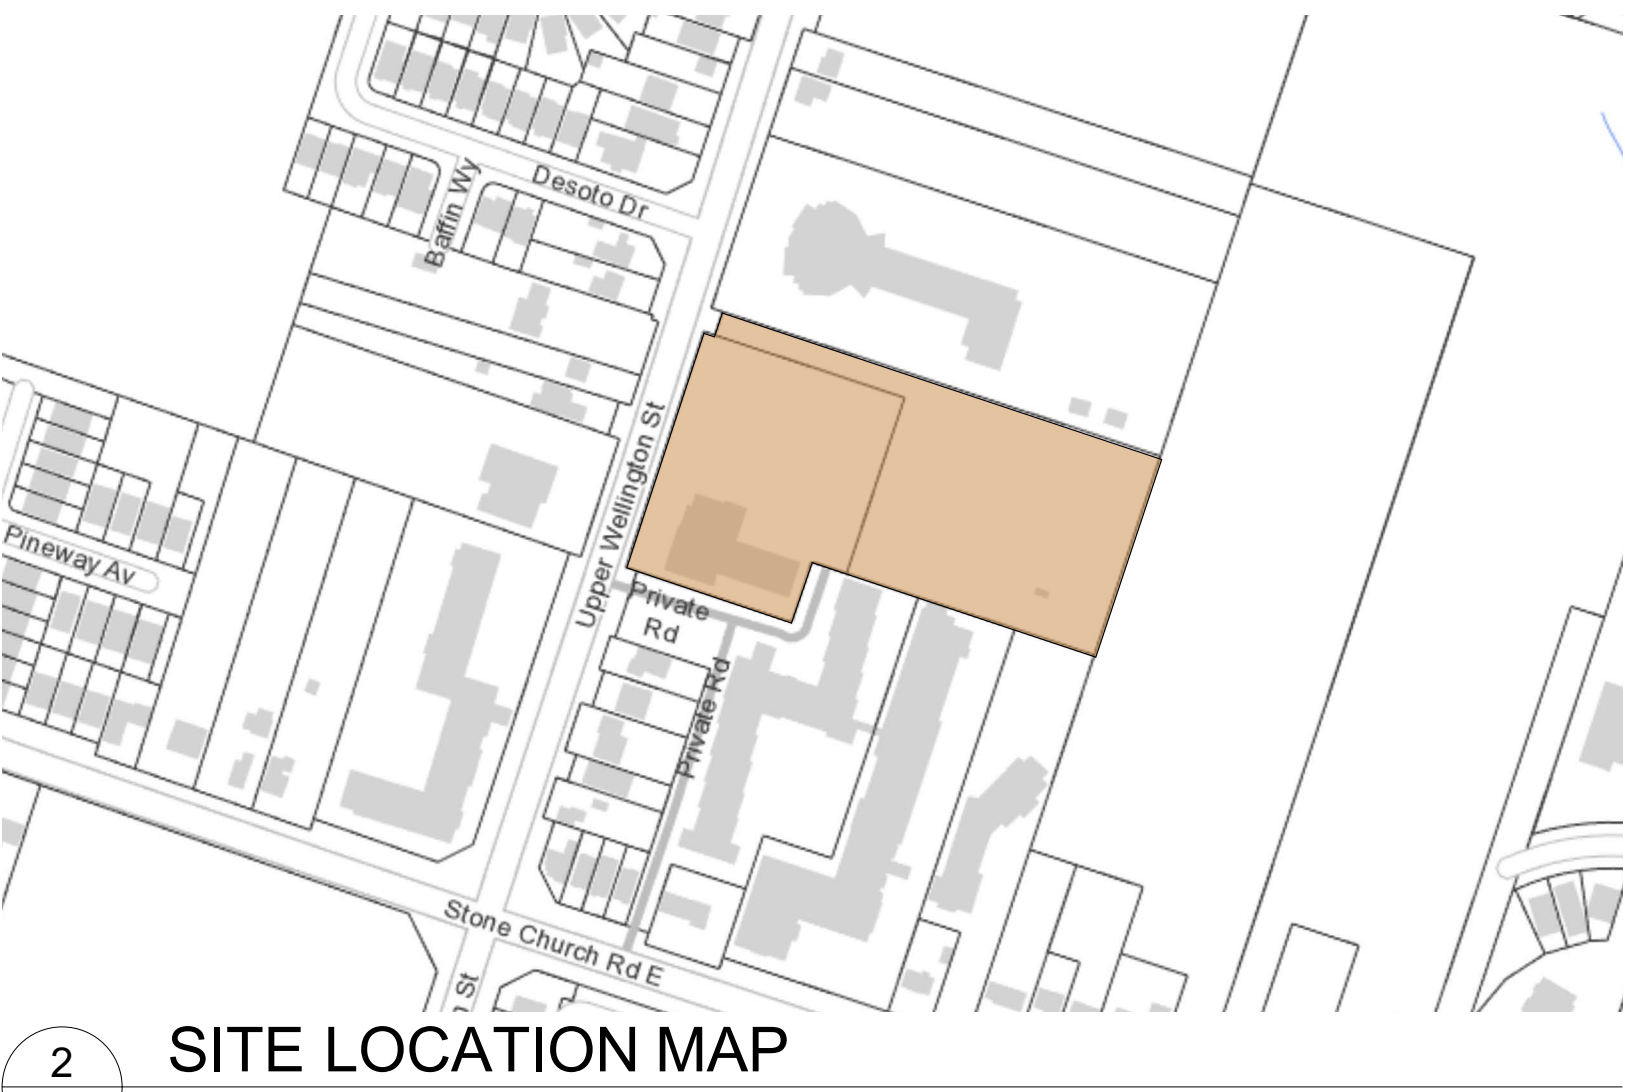 Desoto Dr
Baffin Wy
Upper Wellington St
Pineway Av
Private
Rd
Private Rd
Stone Church Rd E
St
2
SITE LOCATION MAP